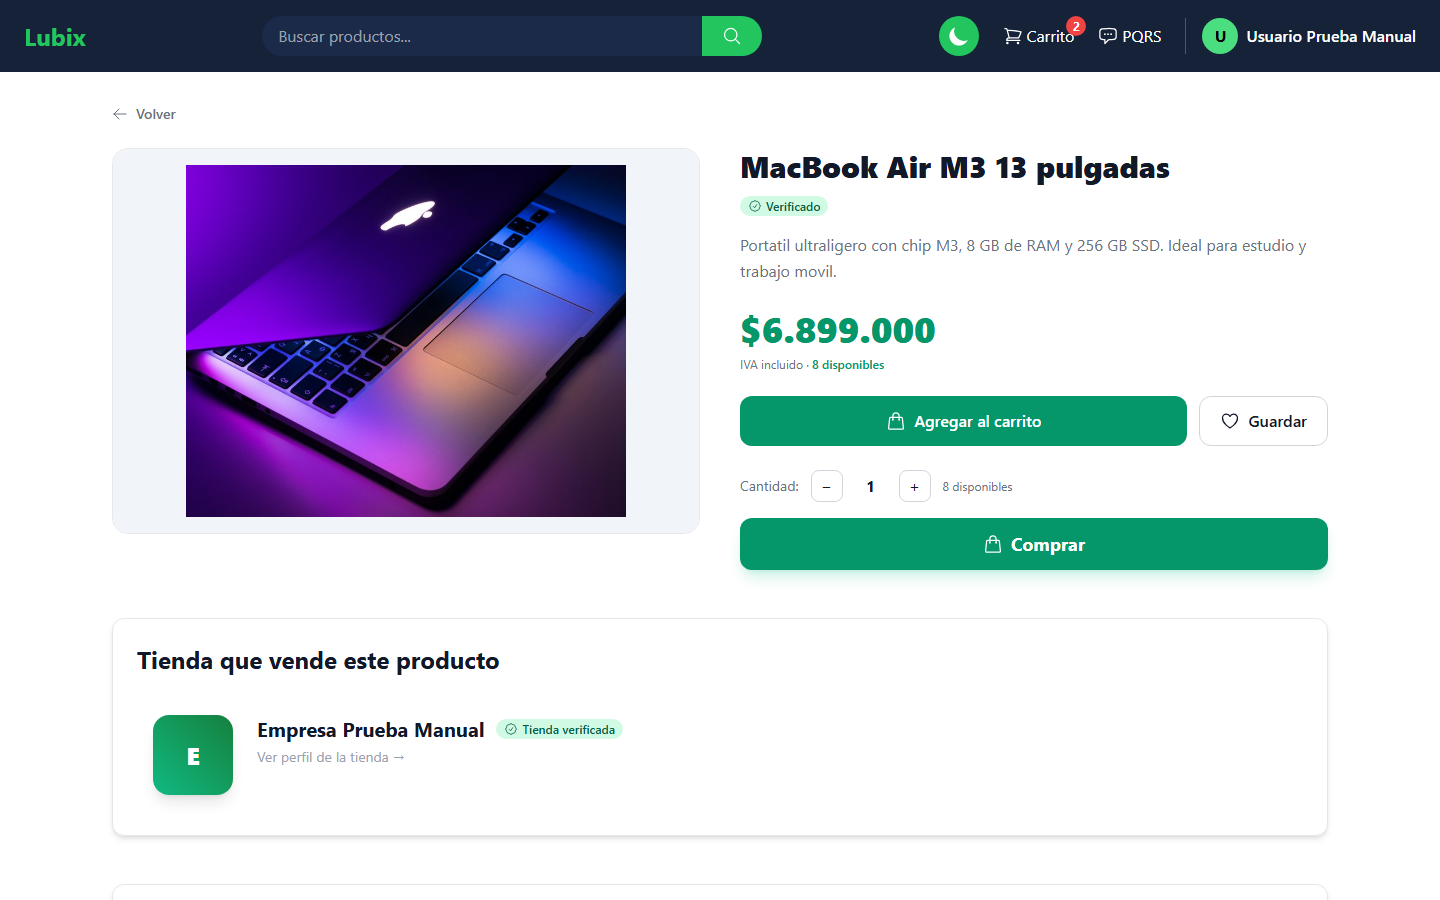 Lubix
Buscar productos...
Carrito
2
PQRS
U
Usuario Prueba Manual
← Volver
MacBook Air M3 13 pulgadas
Verificado
Portatil ultraligero con chip M3, 8 GB de RAM y 256 GB SSD. Ideal para estudio y
trabajo movil.
$6.899.000
IVA incluido · 8 disponibles
Agregar al carrito
Guardar
Cantidad:
−
1
+
8 disponibles
Comprar
Tienda que vende este producto
E
Empresa Prueba Manual
Tienda verificada
Ver perfil de la tienda →